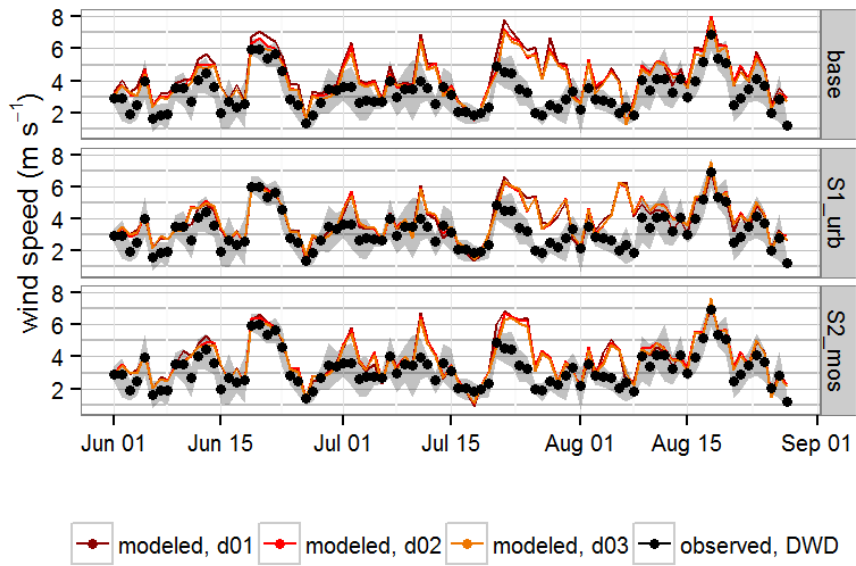 8
6
4
2
base
8
6
4
2
S1_urb
8
6
4
2
S2_mos
wind speed (m s⁻¹)
Jun 01 Jun 15 Jul 01 Jul 15 Aug 01 Aug 15 Sep 01
modeled, d01 modeled, d02 modeled, d03 observed, DWD